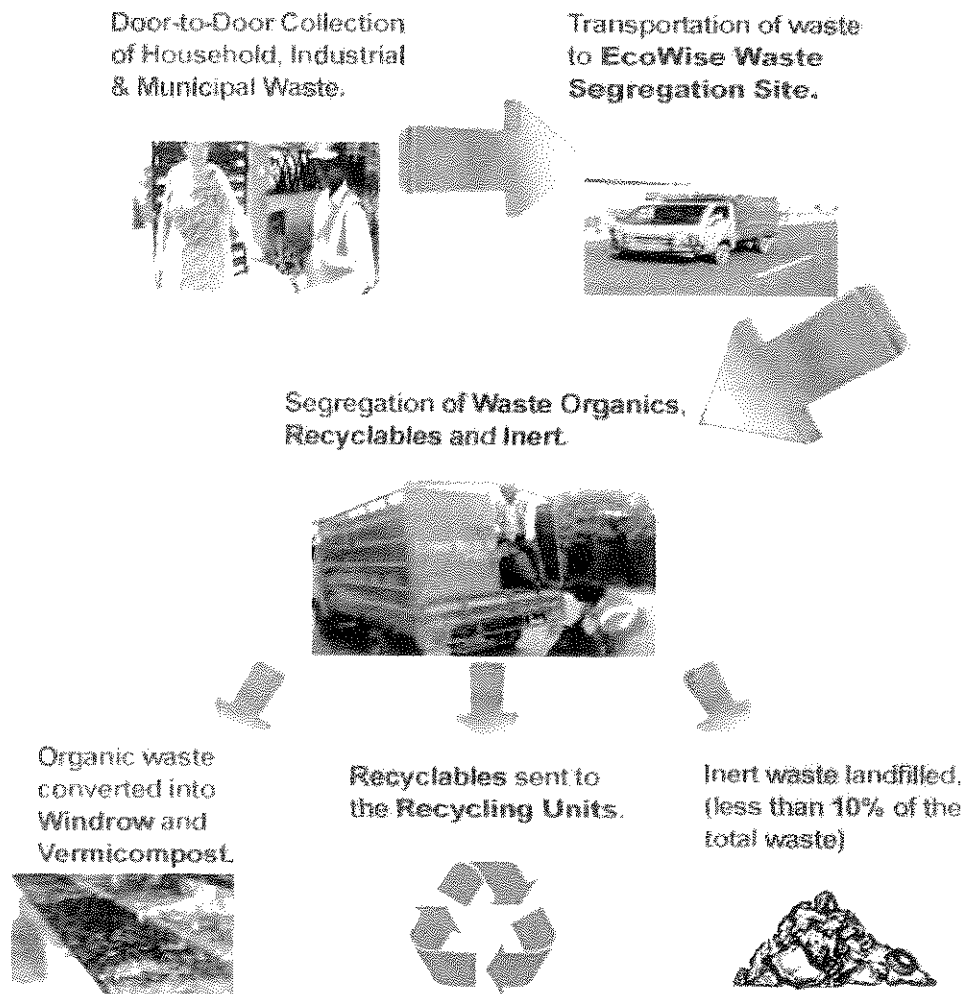 Door-to-Door Collection
of Household, Industrial
& Municipal Waste.
Transportation of waste
to EcoWise Waste
Segregation Site.
Segregation of Waste Organics,
Recyclables and Inert.
Organic waste
converted into
Windrow and
Vermicompost.
Recyclables sent to
the Recycling Units.
Inert waste landfilled.
(less than 10% of the
total waste)